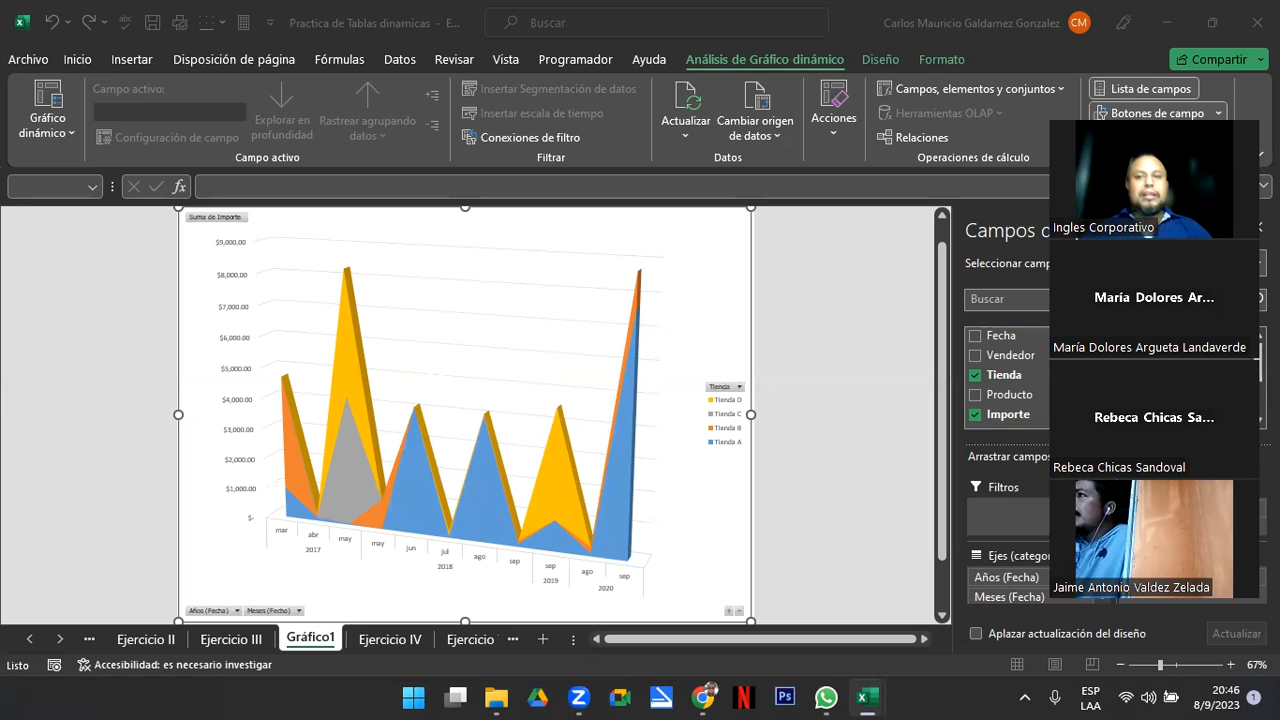 Practica de Tablas dinamicas - E...
Buscar
Carlos Mauricio Galdamez Gonzalez
CM
Archivo
Inicio
Insertar
Disposición de página
Fórmulas
Datos
Revisar
Vista
Programador
Ayuda
Análisis de Gráfico dinámico
Diseño
Formato
Compartir
Gráfico
dinámico
Campo activo:
Configuración de campo
Explorar en
profundidad
Rastrear agrupando
datos
Campo activo
Insertar Segmentación de datos
Insertar escala de tiempo
Conexiones de filtro
Filtrar
Actualizar
Cambiar origen
de datos
Datos
Acciones
Campos, elementos y conjuntos
Herramientas OLAP
Relaciones
Operaciones de cálculo
Lista de campos
Botones de campo
fx
Suma de Importe
$9,000.00
$8,000.00
$7,000.00
$6,000.00
$5,000.00
$4,000.00
$3,000.00
$2,000.00
$1,000.00
$-
mar
abr
may
may
jun
jul
ago
sep
sep
ago
sep
2017
2018
2019
2020
Tienda
Tienda D
Tienda C
Tienda B
Tienda A
Años (Fecha)
Meses (Fecha)
Campos d
Seleccionar camp
Buscar
Fecha
Vendedor
Tienda
Producto
Importe
Arrastrar campos
Filtros
Ejes (categor
Años (Fecha)
Meses (Fecha)
Aplazar actualización del diseño
Actualizar
Ingles Corporativo
María Dolores Ar...
María Dolores Argueta Landaverde
Rebeca Chicas Sa...
Rebeca Chicas Sandoval
Jaime Antonio Valdez Zelada
Ejercicio II
Ejercicio III
Gráfico1
Ejercicio IV
Ejercicio
Listo
Accesibilidad: es necesario investigar
67%
ESP
LAA
20:46
8/9/2023
1